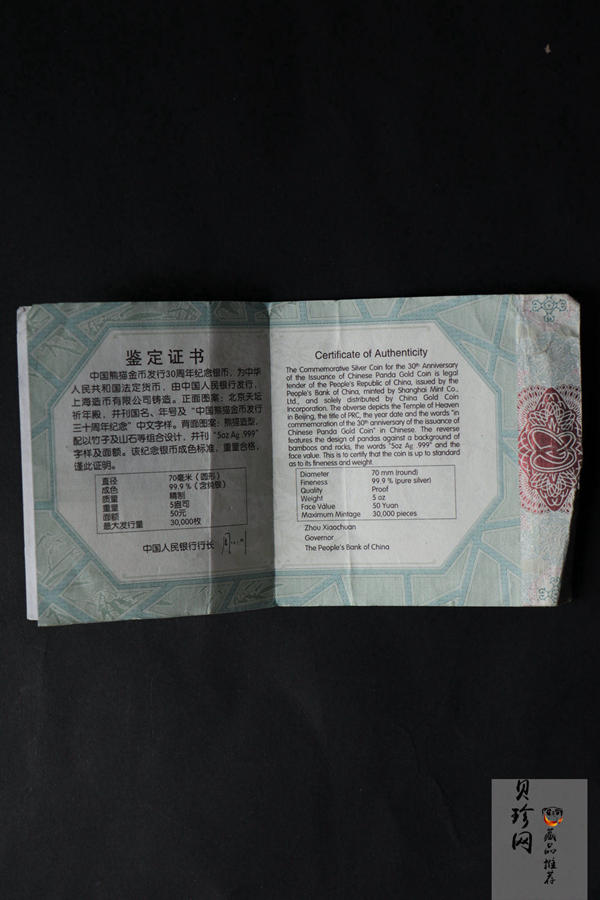 鉴定证书
中国熊猫金币发行30周年纪念银币，为中华
人民共和国法定货币，由中国人民银行发行，
上海造币有限公司铸造。正面图案：北京天坛
祈年殿，并刊国名、年号及“中国熊猫金币发行
三十周年纪念”中文字样。背面图案：熊猫造型，
配以竹子及山石等组合设计，并刊“5oz Ag .999”
字样及面额。该纪念银币成色标准，重量合格，
谨此证明。
直径 70毫米（圆形）
成色 99.9%（含纯银）
质量 精制
重量 5盎司
面额 50元
最大发行量 30,000枚
中国人民银行行长
Certificate of Authenticity
The Commemorative Silver Coin for the 30th Anniversary
of the Issuance of Chinese Panda Gold Coin is legal
tender of the People's Republic of China, issued by the
People's Bank of China, minted by Shanghai Mint Co.,
Ltd., and solely distributed by China Gold Coin
Incorporation. The obverse depicts the Temple of Heaven
in Beijing, the title of PRC, the year date and the words "in
commemoration of the 30th anniversary of the issuance of
Chinese Panda Gold Coin" in Chinese. The reverse
features the design of pandas against a background of
bamboos and rocks, the words "5oz Ag .999" and the
face value. This is to certify that the coin is up to standard
as to its fineness and weight.
Diameter 70 mm (round)
Fineness 99.9 % (pure silver)
Quality Proof
Weight 5 oz
Face Value 50 Yuan
Maximum Mintage 30,000 pieces
Zhou Xiaochuan
Governor
The People's Bank of China
贝珍网
藏品推荐